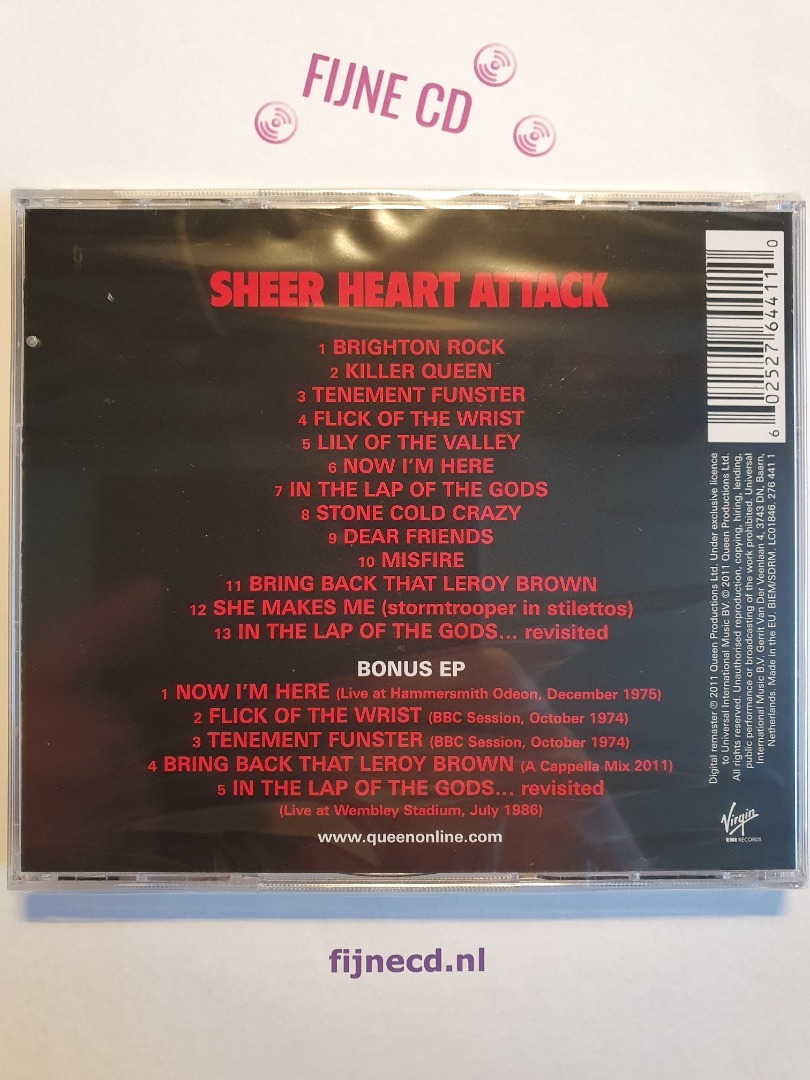 FIJNE CD
SHEER HEART ATTACK
1 BRIGHTON ROCK
2 KILLER QUEEN
3 TENEMENT FUNSTER
4 FLICK OF THE WRIST
5 LILY OF THE VALLEY
6 NOW I'M HERE
7 IN THE LAP OF THE GODS
8 STONE COLD CRAZY
9 DEAR FRIENDS
10 MISFIRE
11 BRING BACK THAT LEROY BROWN
12 SHE MAKES ME (stormtrooper in stilettos)
13 IN THE LAP OF THE GODS... revisited
BONUS EP
1 NOW I'M HERE (Live at Hammersmith Odeon, December 1975)
2 FLICK OF THE WRIST (BBC Session, October 1974)
3 TENEMENT FUNSTER (BBC Session, October 1974)
4 BRING BACK THAT LEROY BROWN (A Cappella Mix 2011)
5 IN THE LAP OF THE GODS... revisited
(Live at Wembley Stadium, July 1986)
www.queenonline.com
6 02527 64411 0
Digital remaster ℗ 2011 Queen Productions Ltd. Under exclusive licence
to Universal International Music BV. © 2011 Queen Productions Ltd.
All rights reserved. Unauthorised reproduction, copying, hiring, lending,
public performance or broadcasting of the work prohibited. Universal
International Music B.V. Gerrit Van Der Veenlaan 4, 3743 DN, Baarn,
Netherlands. Made in the EU. BIEM/SDRM. LC01846. 276 441 1
Virgin
EMI RECORDS
fijnecd.nl